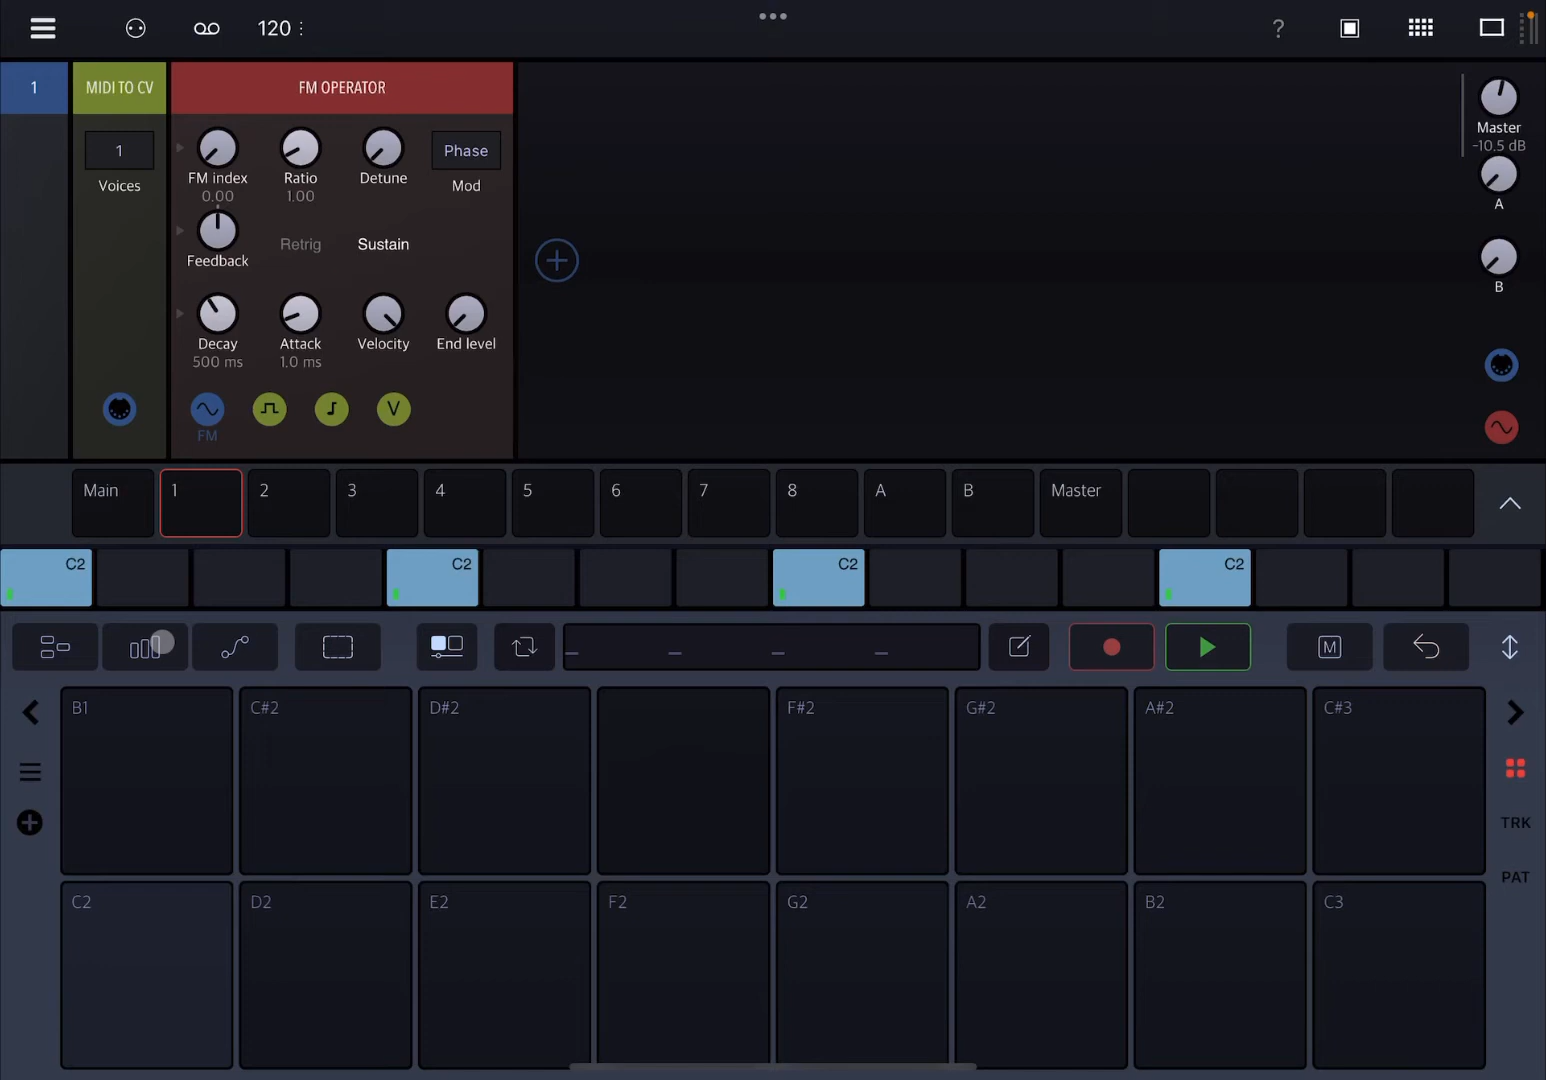 120
?
1
MIDI TO CV
FM OPERATOR
1
Voices
FM index
0.00
Ratio
1.00
Detune
Phase
Mod
Feedback
Retrig
Sustain
Decay
500 ms
Attack
1.0 ms
Velocity
End level
V
FM
Master
-10.5 dB
A
B
Main
1
2
3
4
5
6
7
8
A
B
Master
C2
C2
C2
C2
M
B1
C#2
D#2
F#2
G#2
A#2
C#3
TRK
PAT
C2
D2
E2
F2
G2
A2
B2
C3